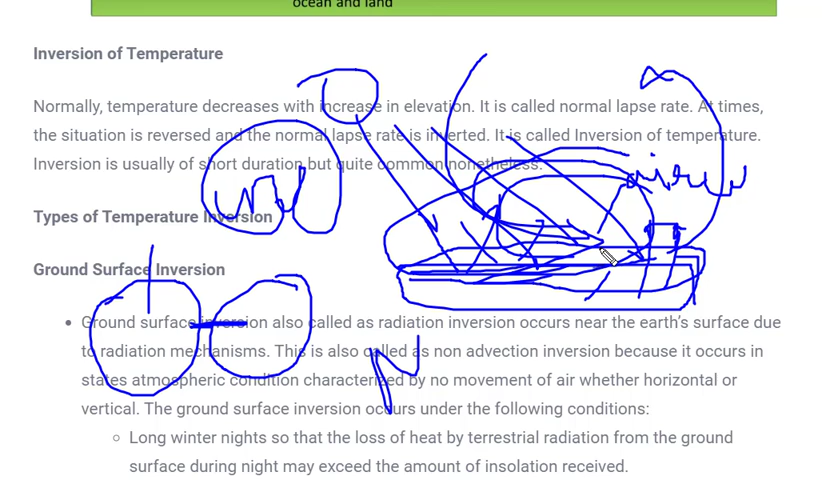 ocean and land
Inversion of Temperature
Normally, temperature decreases with increase in elevation. It is called normal lapse rate. At times,
the situation is reversed and the normal lapse rate is inverted. It is called Inversion of temperature.
Inversion is usually of short duration but quite common nonetheless.
Types of Temperature Inversion
Ground Surface Inversion
Ground surface inversion also called as radiation inversion occurs near the earth's surface due
to radiation mechanisms. This is also called as non advection inversion because it occurs in
states atmospheric condition characterized by no movement of air whether horizontal or
vertical. The ground surface inversion occurs under the following conditions:
Long winter nights so that the loss of heat by terrestrial radiation from the ground
surface during night may exceed the amount of insolation received.